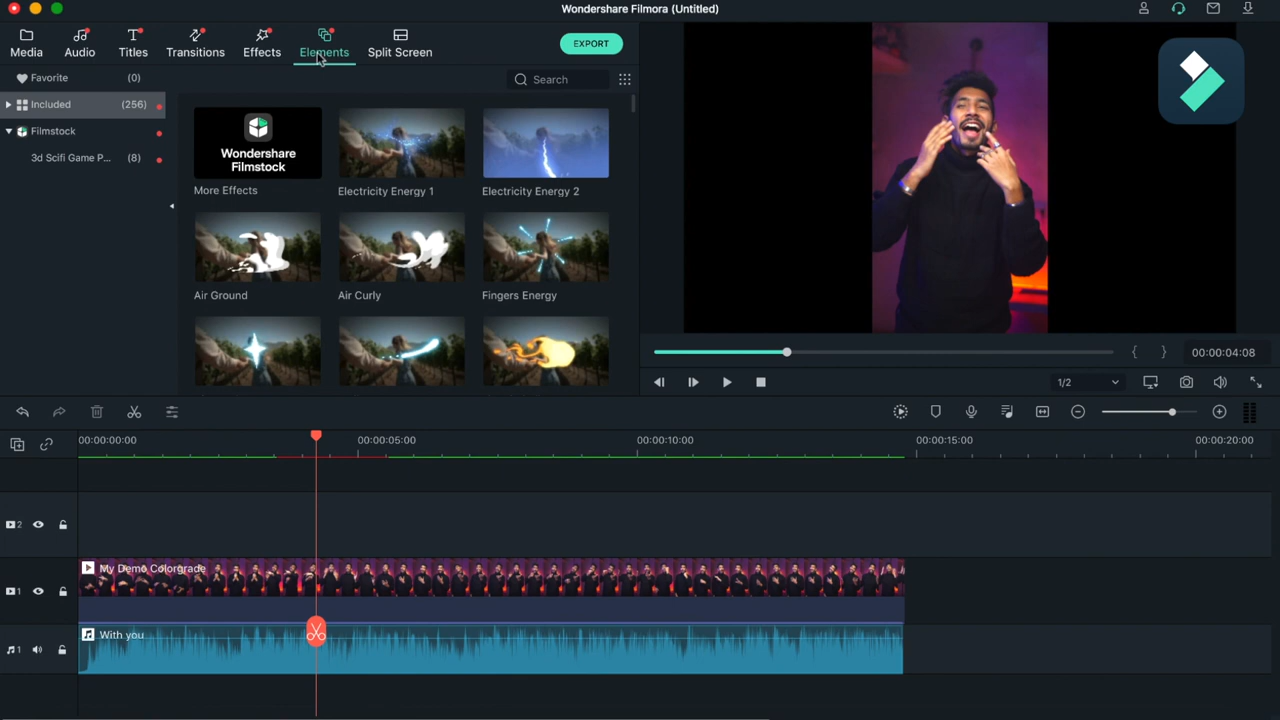 Wondershare Filmora (Untitled)
Media
Audio
Titles
Transitions
Effects
Elements
Split Screen
EXPORT
Favorite (0)
Search
Included (256)
Filmstock
3d Scifi Game P... (8)
Wondershare
Filmstock
More Effects
Electricity Energy 1
Electricity Energy 2
Air Ground
Air Curly
Fingers Energy
{ } 00:00:04:08
1/2
00:00:00:00
00:00:05:00
00:00:10:00
00:00:15:00
00:00:20:00
2
My Demo Colorgrade
1
With you
1